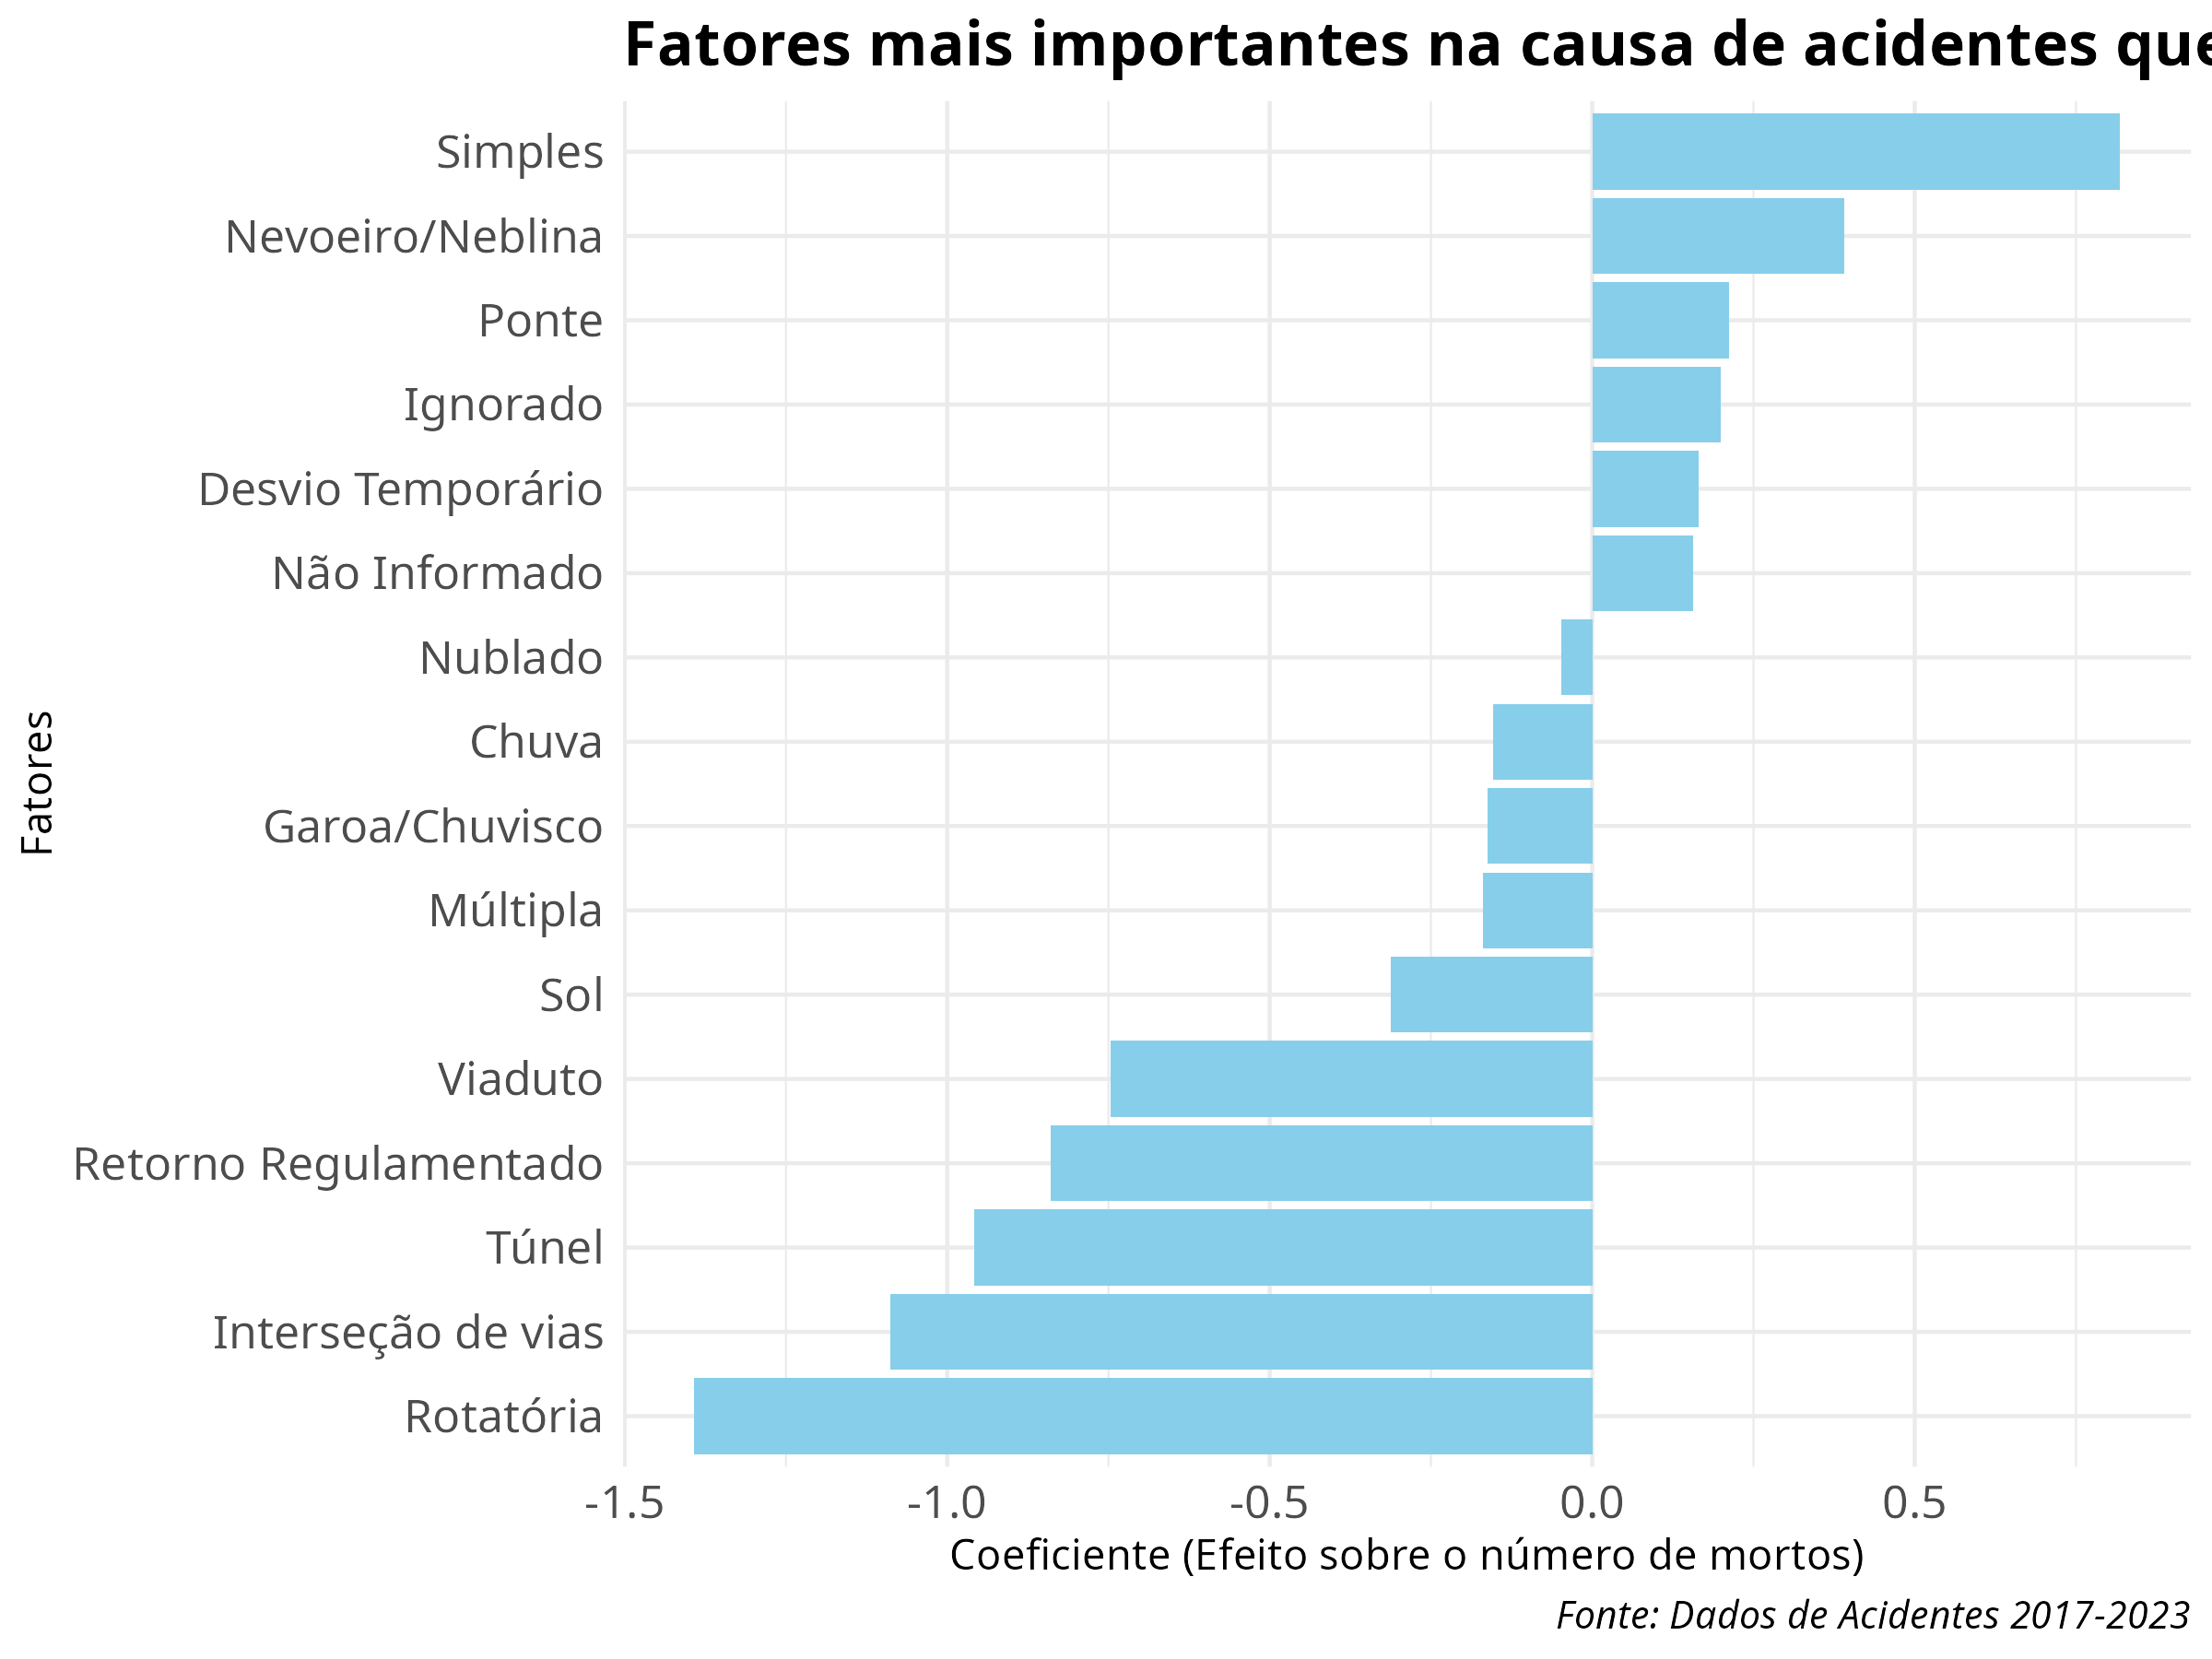 Fatores mais importantes na causa de acidentes que
Simples
Nevoeiro/Neblina
Ponte
Ignorado
Desvio Temporário
Não Informado
Nublado
Chuva
Garoa/Chuvisco
Múltipla
Sol
Viaduto
Retorno Regulamentado
Túnel
Interseção de vias
Rotatória
Fatores
-1.5 -1.0 -0.5 0.0 0.5
Coeficiente (Efeito sobre o número de mortos)
Fonte: Dados de Acidentes 2017-2023